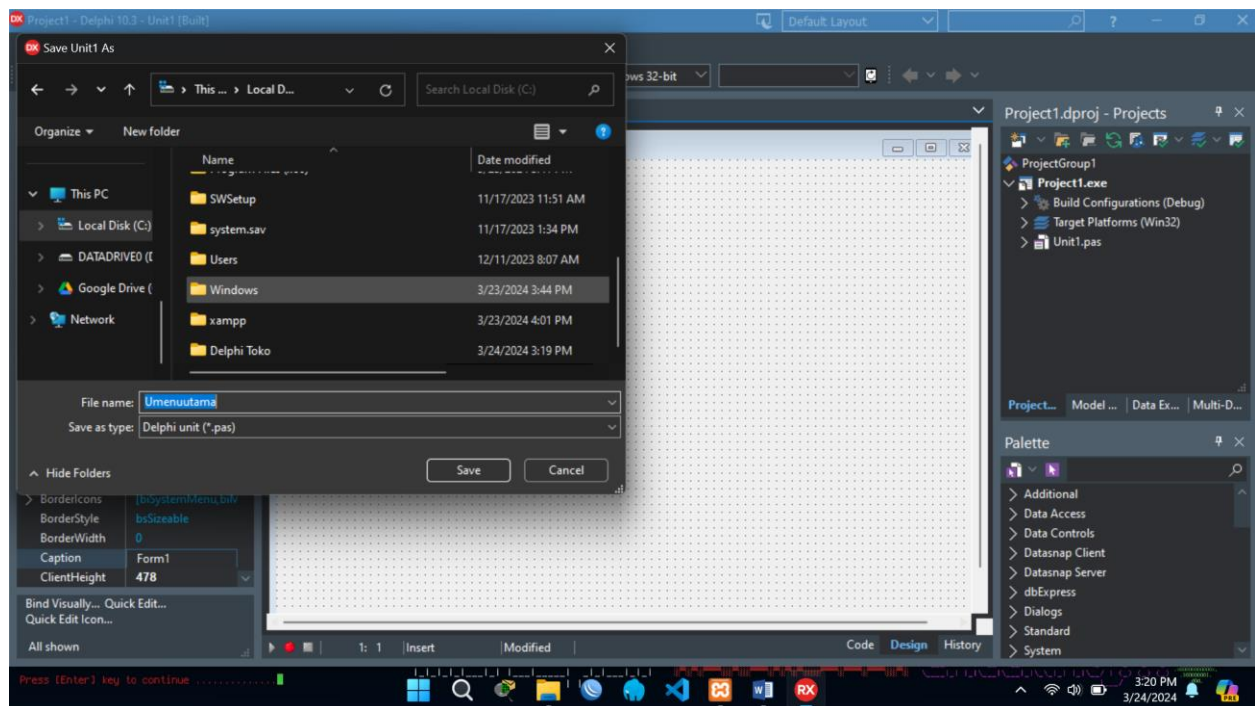 Project1 - Delphi 10.3 - Unit1 [Built]
Default Layout
Save Unit1 As
This ... > Local D...
Search Local Disk (C:)
ows 32-bit
Organize
New folder
Name
Date modified
SWSetup
11/17/2023 11:51 AM
system.sav
11/17/2023 1:34 PM
Users
12/11/2023 8:07 AM
Windows
3/23/2024 3:44 PM
xampp
3/23/2024 4:01 PM
Delphi Toko
3/24/2024 3:19 PM
This PC
Local Disk (C:)
DATADRIVE0 (D
Google Drive (
Network
File name: Umenuutama
Save as type: Delphi unit (*.pas)
Hide Folders
Save
Cancel
BorderIcons
[biSystemMenu,biM
BorderStyle
bsSizeable
BorderWidth
0
Caption
Form1
ClientHeight
478
Bind Visually... Quick Edit...
Quick Edit Icon...
All shown
1: 1
Insert
Modified
Code
Design
History
Project1.dproj - Projects
ProjectGroup1
Project1.exe
Build Configurations (Debug)
Target Platforms (Win32)
Unit1.pas
Project...
Model ...
Data Ex...
Multi-D...
Palette
Additional
Data Access
Data Controls
Datasnap Client
Datasnap Server
dbExpress
Dialogs
Standard
System
Press [Enter] key to continue ..............
3:20 PM
3/24/2024